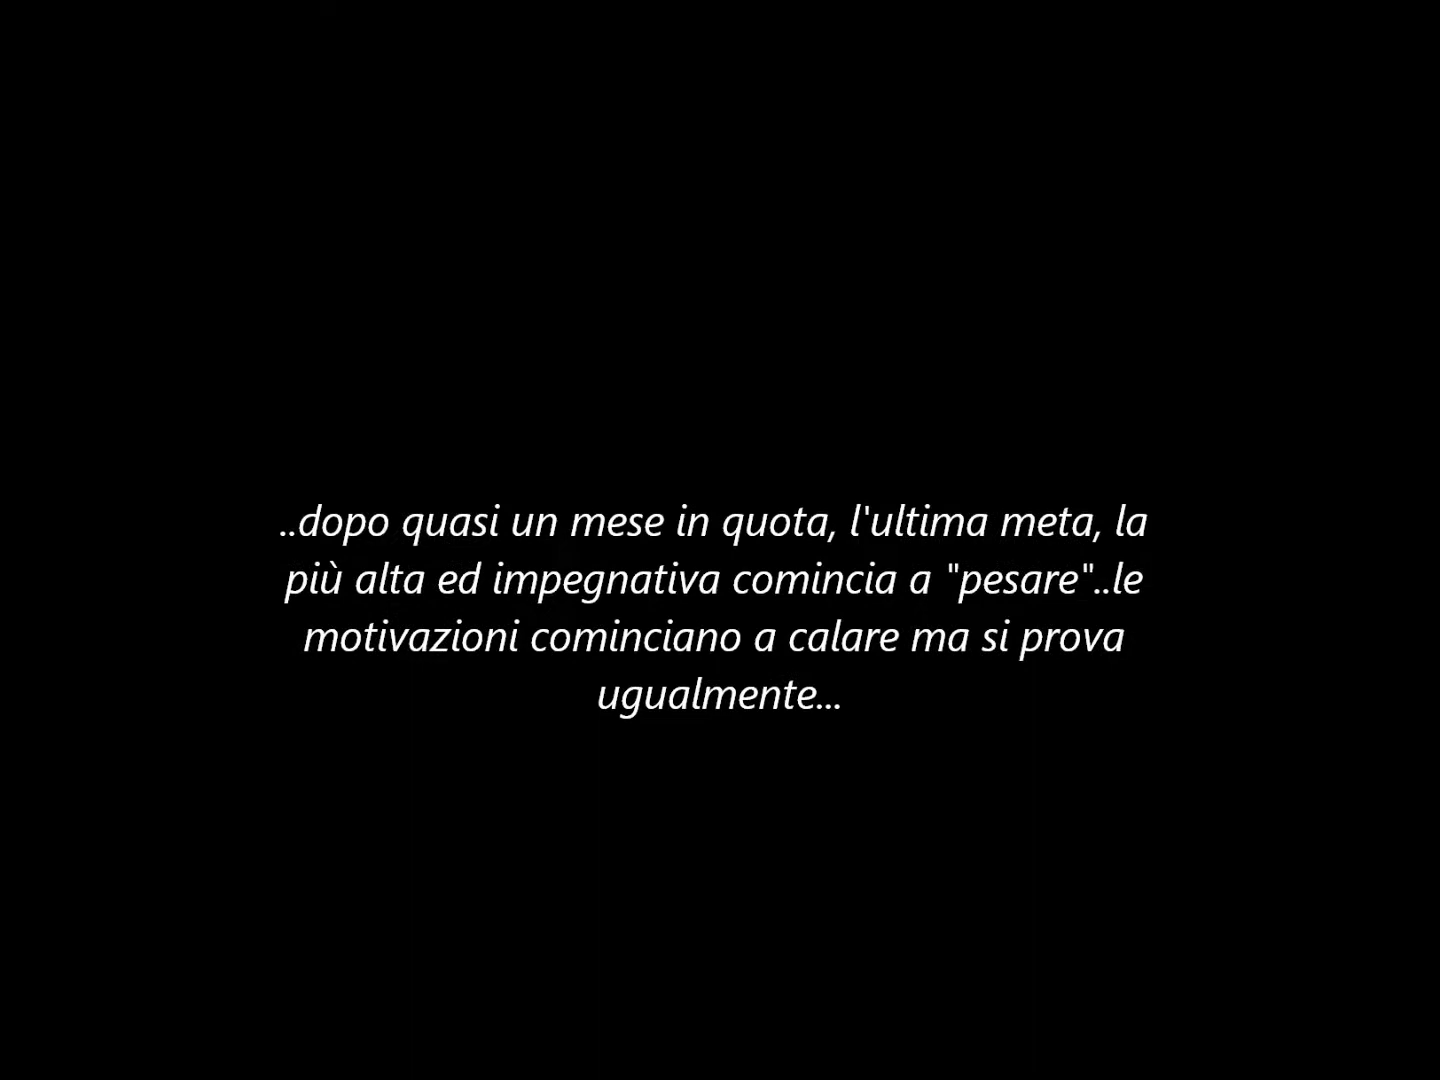 ..dopo quasi un mese in quota, l'ultima meta, la
più alta ed impegnativa comincia a "pesare"..le
motivazioni cominciano a calare ma si prova
ugualmente...